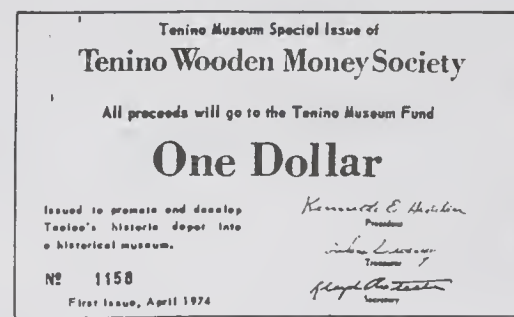 Tenino Museum Special Issue of
Tenino Wooden Money Society
All proceeds will go to the Tenino Museum Fund
One Dollar
Issued to promote and develop
Tenino's historic depot into
a historical museum.
Kenneth E.
President
Treasurer
Secretary
Nº 1158
First Issue, April 1974